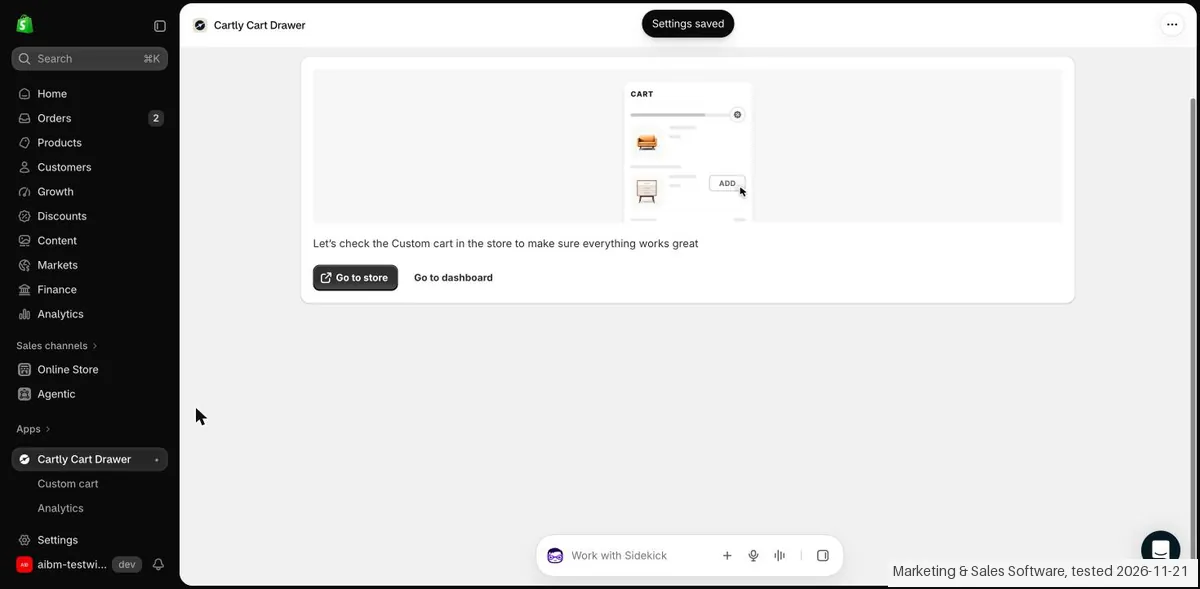 Cartly Cart Drawer
Settings saved
Search ⌘K
Home
Orders 2
Products
Customers
Growth
Discounts
Content
Markets
Finance
Analytics
Sales channels
Online Store
Agentic
Apps
Cartly Cart Drawer
Custom cart
Analytics
Settings
aibm-testwi... dev
CART
ADD
Let's check the Custom cart in the store to make sure everything works great
Go to store
Go to dashboard
Work with Sidekick
Marketing & Sales Software, tested 2026-11-21